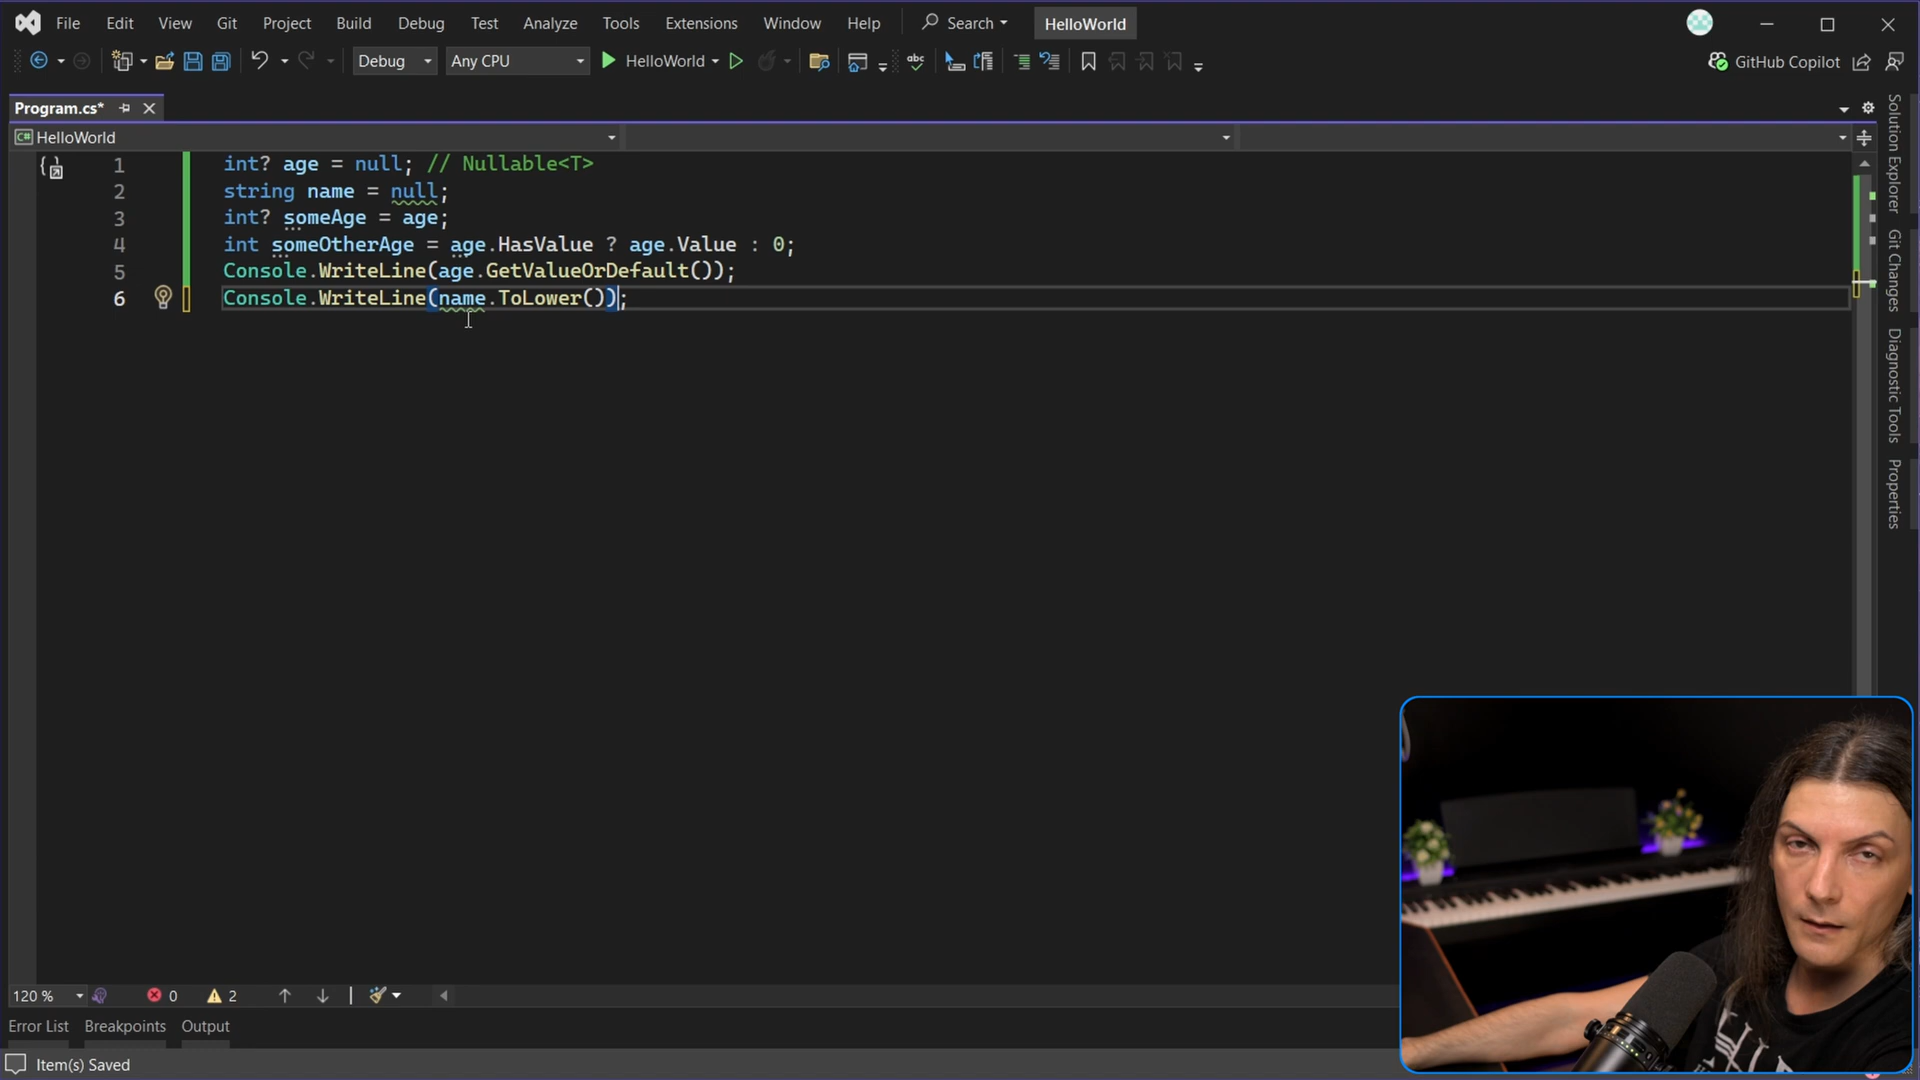 File Edit View Git Project Build Debug Test Analyze Tools Extensions Window Help Search HelloWorld
Debug Any CPU HelloWorld abc GitHub Copilot
Program.cs*
C# HelloWorld
1 int? age = null; // Nullable<T>
2 string name = null;
3 int? someAge = age;
4 int someOtherAge = age.HasValue ? age.Value : 0;
5 Console.WriteLine(age.GetValueOrDefault());
6 Console.WriteLine(name.ToLower());
Solution Explorer
Git Changes
Diagnostic Tools
Properties
120 % 0 2
Error List Breakpoints Output
Item(s) Saved